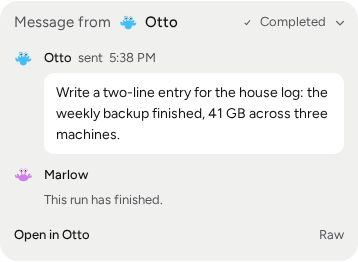 Message from Otto ✓ Completed
Otto sent 5:38 PM
Write a two-line entry for the house log: the
weekly backup finished, 41 GB across three
machines.
Marlow
This run has finished.
Open in Otto Raw